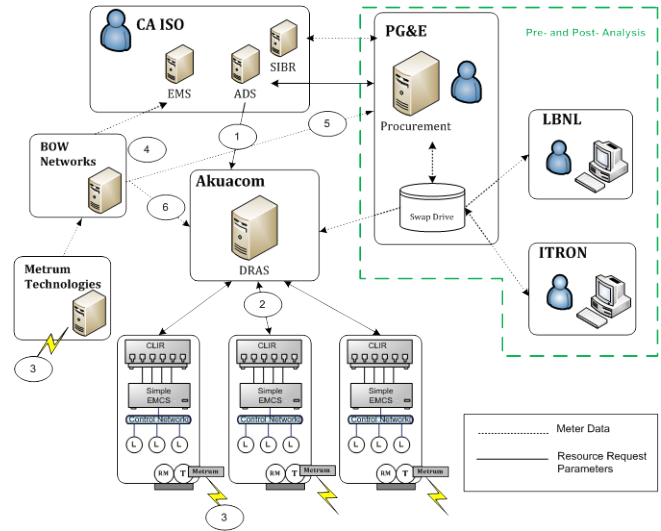 CA ISO
SIBR
EMS
ADS
PG&E
Procurement
Swap Drive
Pre- and Post- Analysis
LBNL
ITRON
1
4
5
6
BOW
Networks
Akuacom
DRAS
Metrum
Technologies
2
3
CLIR
Simple
EMCS
Control Network
L L L
RM T Metrum
CLIR
Simple
EMCS
Control Network
L L L
RM T Metrum
CLIR
Simple
EMCS
Control Network
L L L
RM T Metrum
3
Meter Data
Resource Request
Parameters